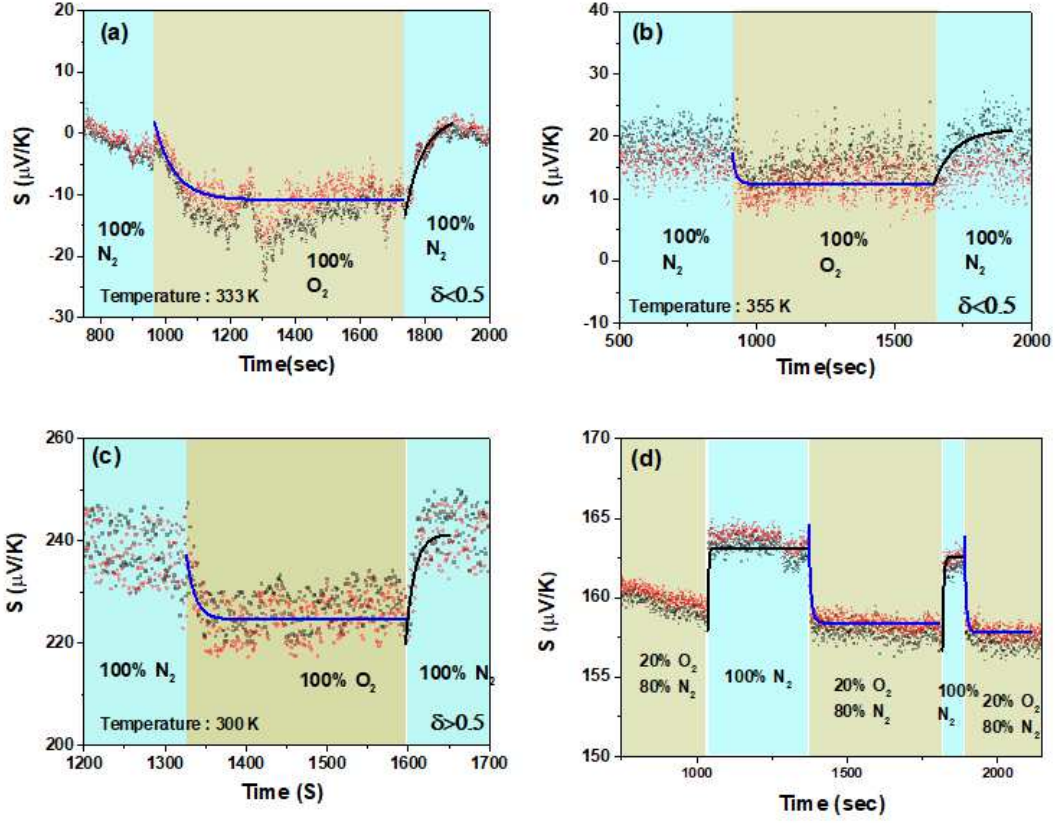 (a)
S (μV/K)
20
10
0
-10
-20
-30
100%
N2
100%
O2
100%
N2
Temperature : 333 K
δ<0.5
800 1000 1200 1400 1600 1800 2000
Time(sec)
(b)
S (μV/K)
40
30
20
10
0
-10
100%
N2
100%
O2
100%
N2
Temperature : 355 K
δ<0.5
500 1000 1500 2000
Time(sec)
(c)
S (μV/K)
260
240
220
200
100% N2
100% O2
100% N2
Temperature : 300 K
δ>0.5
1200 1300 1400 1500 1600 1700
Time (S)
(d)
S (μV/K)
170
165
160
155
150
20% O2
80% N2
100% N2
20% O2
80% N2
100%
N2
20% O2
80% N2
1000 1500 2000
Time (sec)